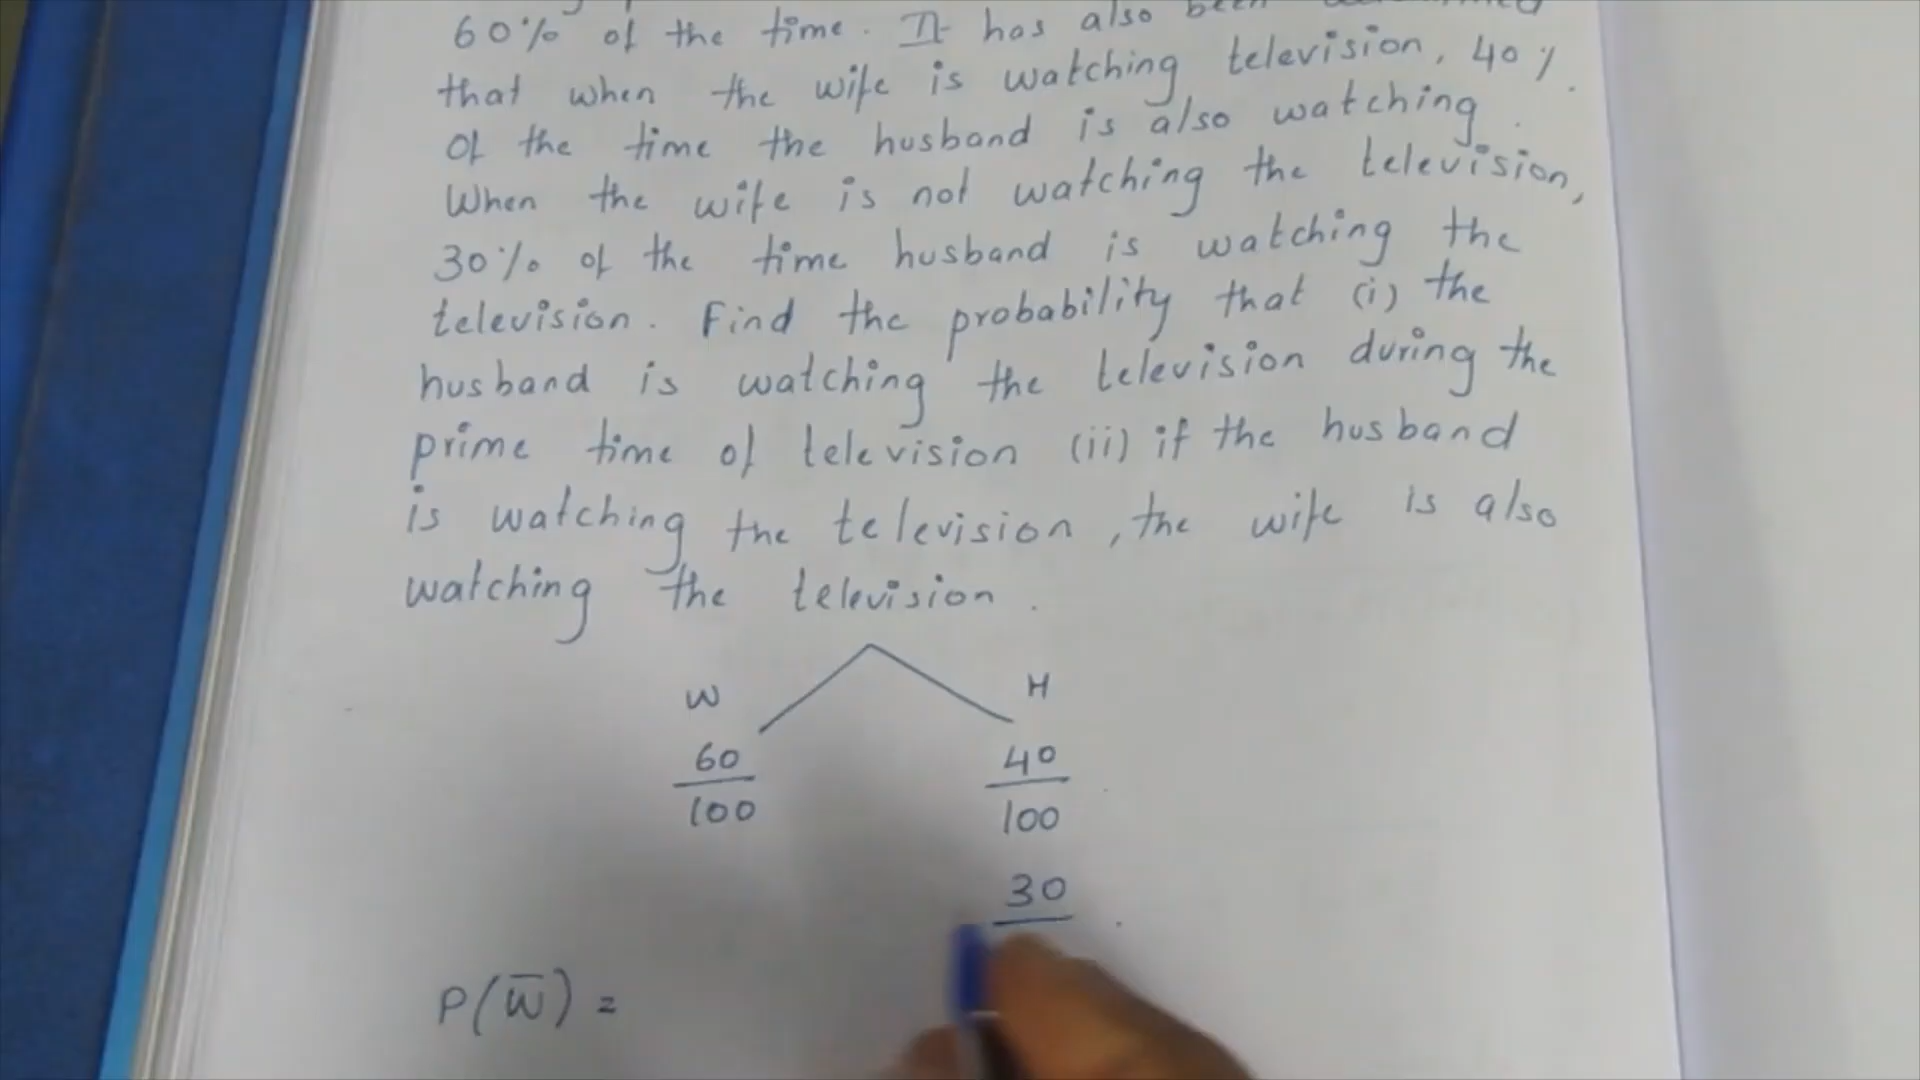 60% of the time. It has also been
that when the wife is watching television, 40%
of the time the husband is also watching.
When the wife is not watching the television,
30% of the time husband is watching the
television. Find the probability that (i) the
husband is watching the television during the
prime time of television (ii) if the husband
is watching the television, the wife is also
watching the television.
W H
60 40
100 100
30
P(W̅) =